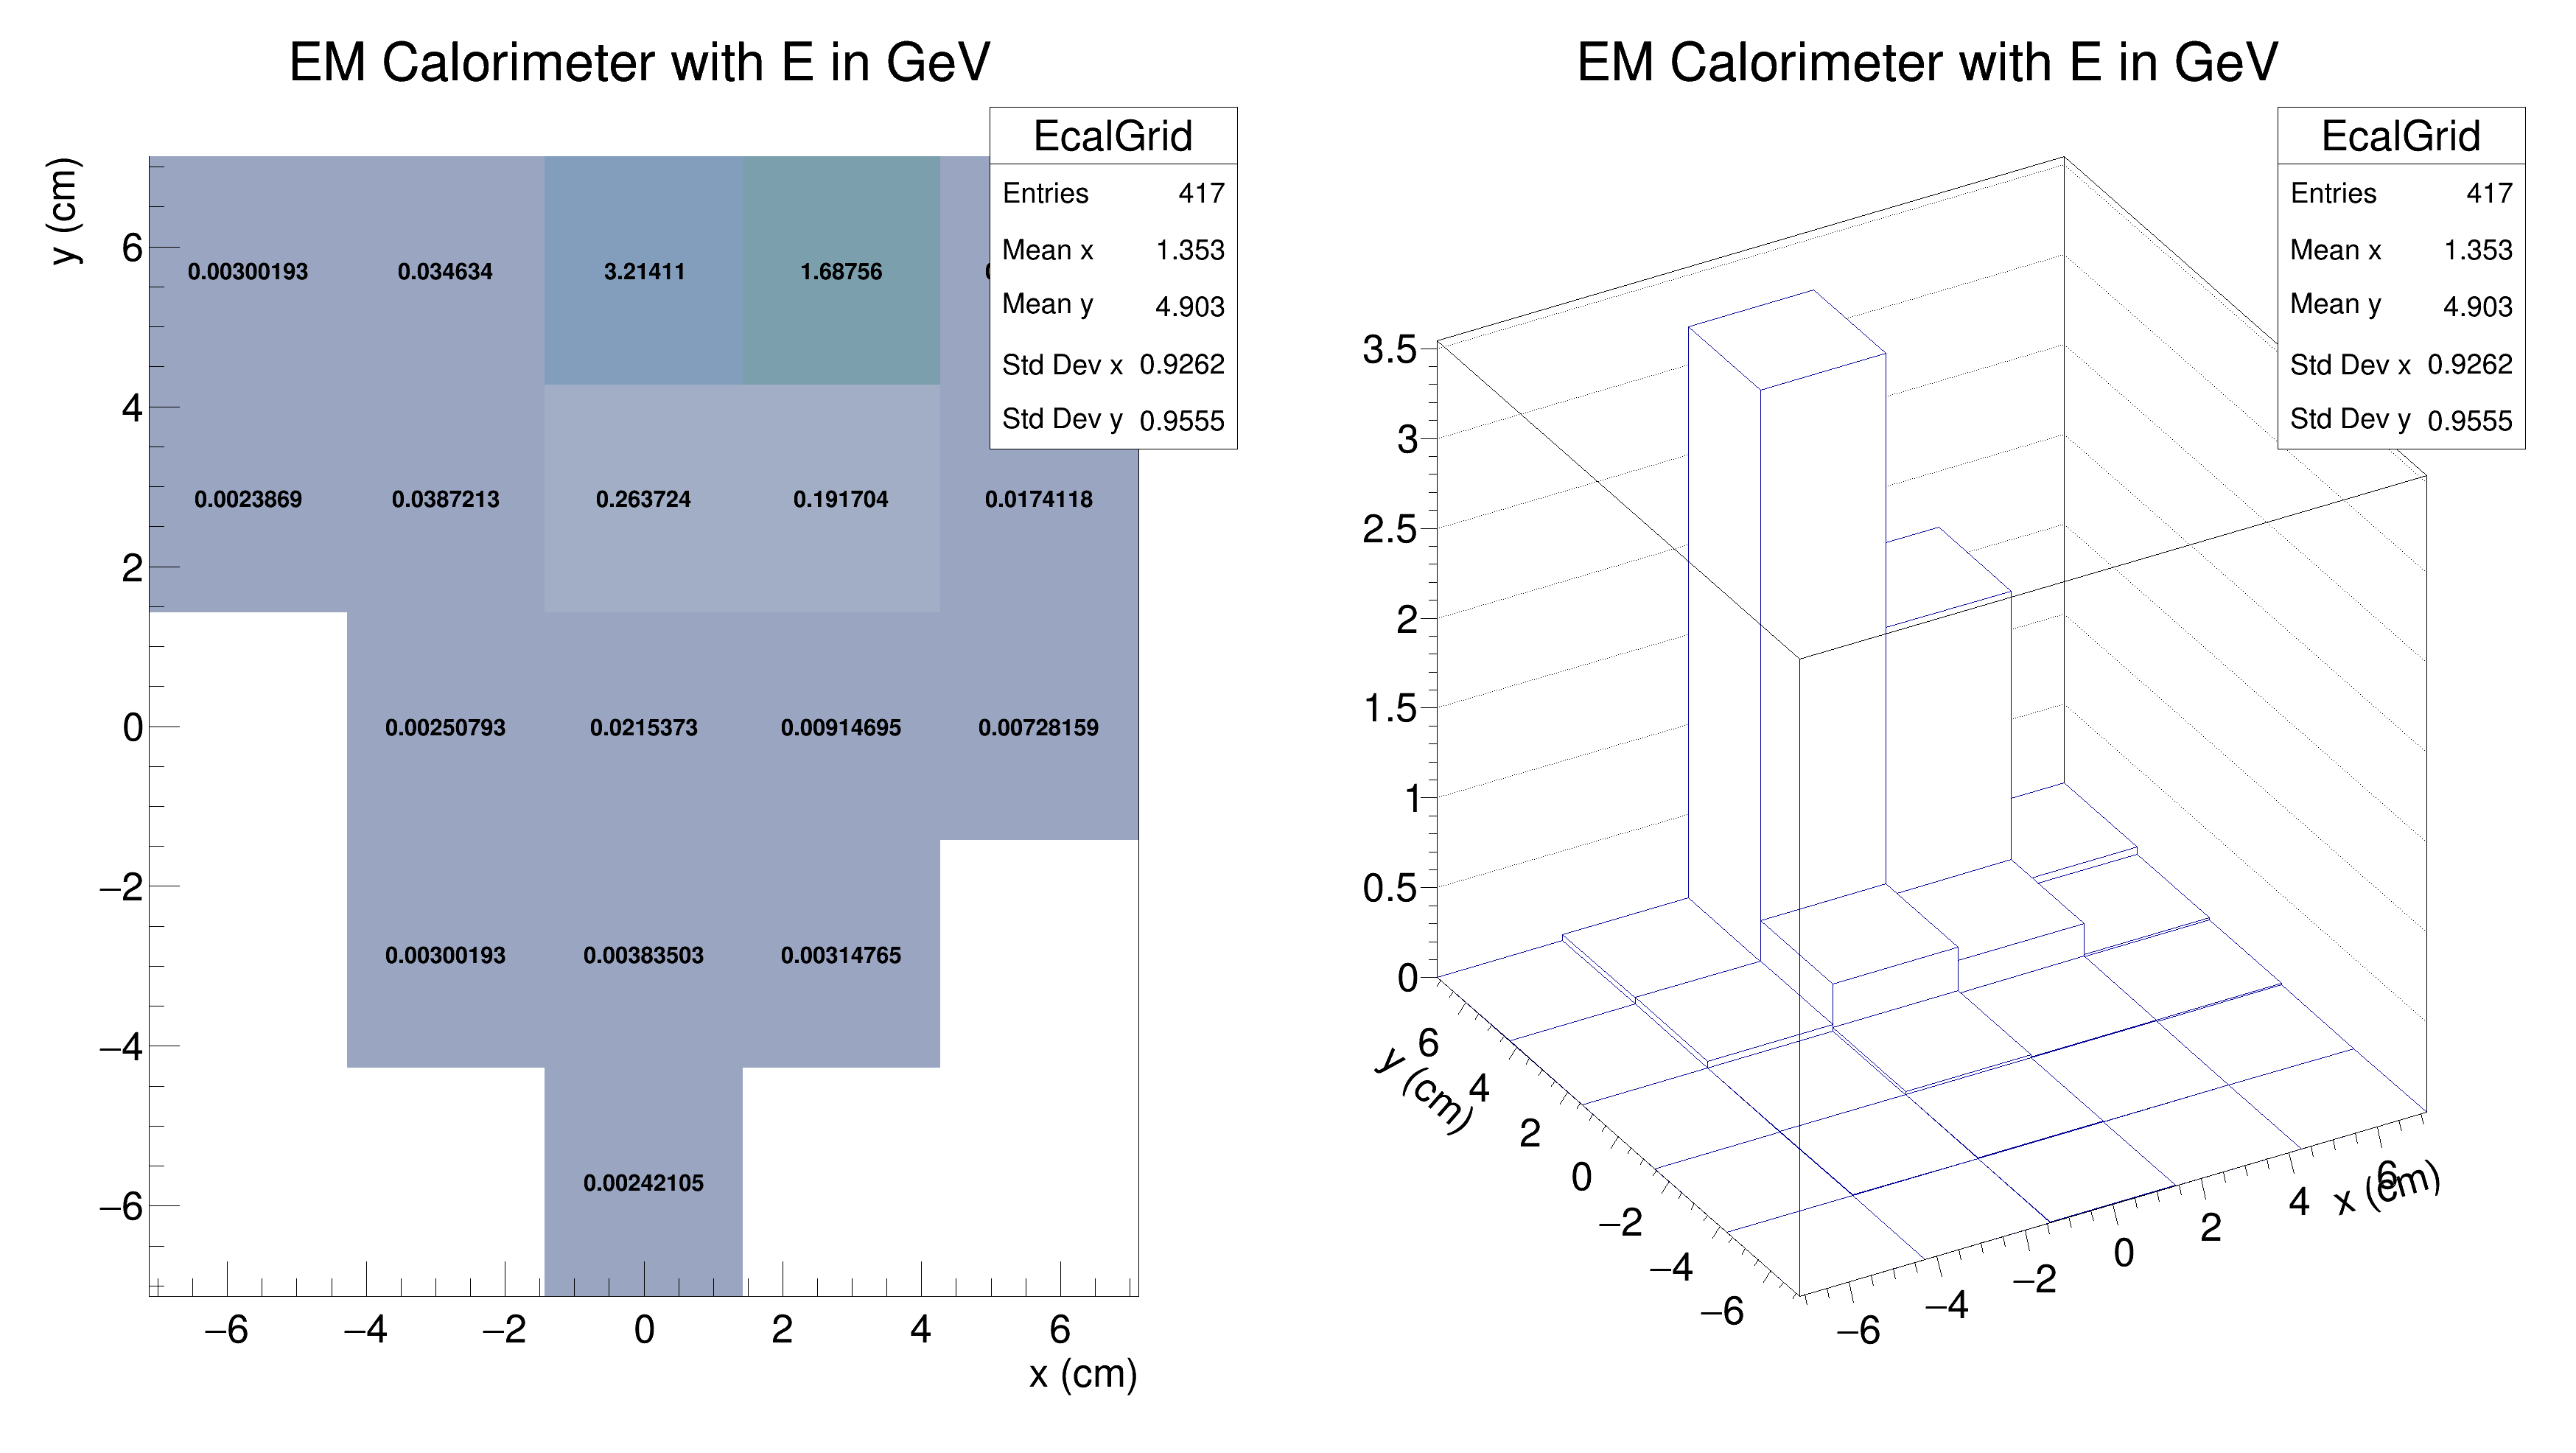 EM Calorimeter with E in GeV
EcalGrid
Entries 417
Mean x 1.353
Mean y 4.903
Std Dev x 0.9262
Std Dev y 0.9555
y (cm)
6
4
2
0
−2
−4
−6
0.00300193 0.034634 3.21411 1.68756
0.0023869 0.0387213 0.263724 0.191704 0.0174118
0.00250793 0.0215373 0.00914695 0.00728159
0.00300193 0.00383503 0.00314765
0.00242105
−6 −4 −2 0 2 4 6
x (cm)
EM Calorimeter with E in GeV
EcalGrid
Entries 417
Mean x 1.353
Mean y 4.903
Std Dev x 0.9262
Std Dev y 0.9555
3.5
3
2.5
2
1.5
1
0.5
0
6
4
2
0
−2
−4
−6
y (cm)
−6 −4 −2 0 2 4 6
x (cm)